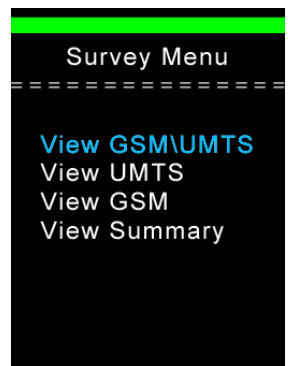 Survey Menu
= = = = = = = = = = = = = = = =
View GSM\UMTS
View UMTS
View GSM
View Summary